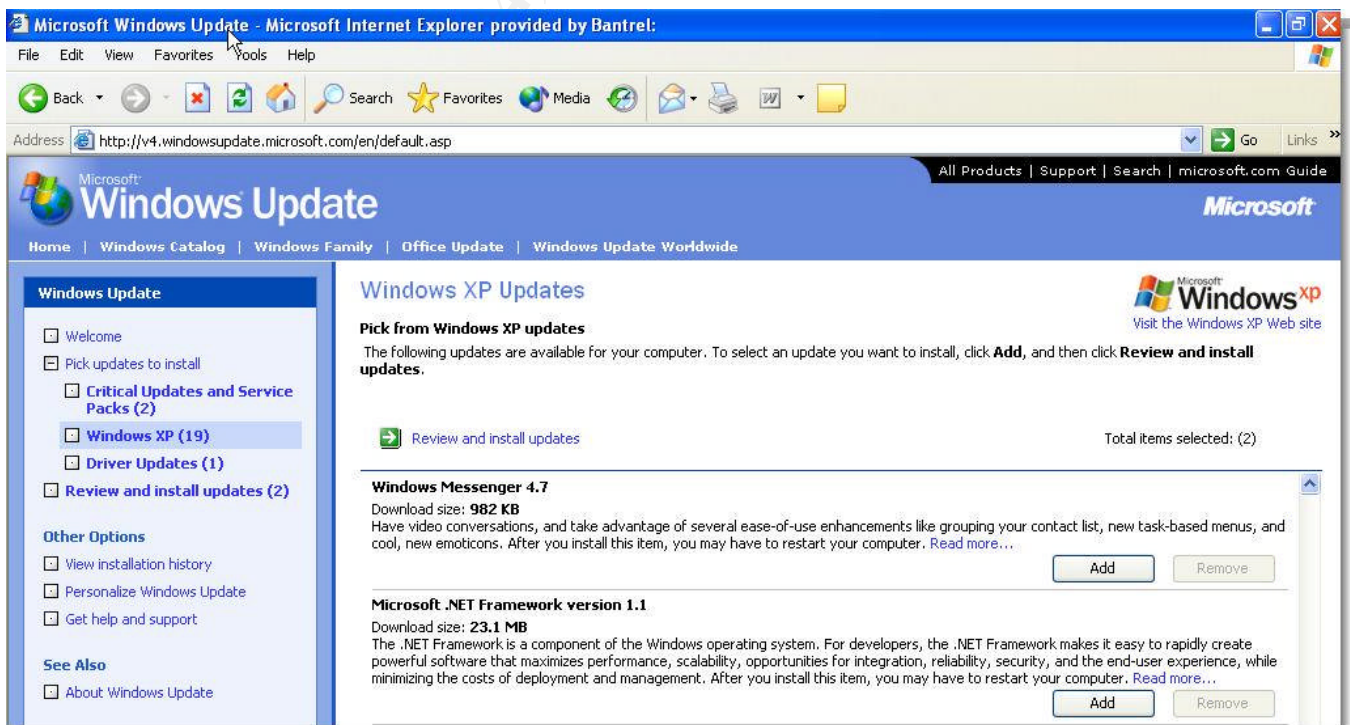 Microsoft Windows Update - Microsoft Internet Explorer provided by Bantrel:
File Edit View Favorites Tools Help
Back Search Favorites Media
Address http://v4.windowsupdate.microsoft.com/en/default.asp Go Links »
All Products | Support | Search | microsoft.com Guide
Microsoft
Windows Update
Microsoft
Home | Windows Catalog | Windows Family | Office Update | Windows Update Worldwide
Windows Update
Welcome
Pick updates to install
Critical Updates and Service
Packs (2)
Windows XP (19)
Driver Updates (1)
Review and install updates (2)
Other Options
View installation history
Personalize Windows Update
Get help and support
See Also
About Windows Update
Windows XP Updates
Microsoft
Windows xp
Visit the Windows XP Web site
Pick from Windows XP updates
The following updates are available for your computer. To select an update you want to install, click Add, and then click Review and install
updates.
Review and install updates Total items selected: (2)
Windows Messenger 4.7
Download size: 982 KB
Have video conversations, and take advantage of several ease-of-use enhancements like grouping your contact list, new task-based menus, and
cool, new emoticons. After you install this item, you may have to restart your computer. Read more...
Add Remove
Microsoft .NET Framework version 1.1
Download size: 23.1 MB
The .NET Framework is a component of the Windows operating system. For developers, the .NET Framework makes it easy to rapidly create
powerful software that maximizes performance, scalability, opportunities for integration, reliability, security, and the end-user experience, while
minimizing the costs of deployment and management. After you install this item, you may have to restart your computer. Read more...
Add Remove